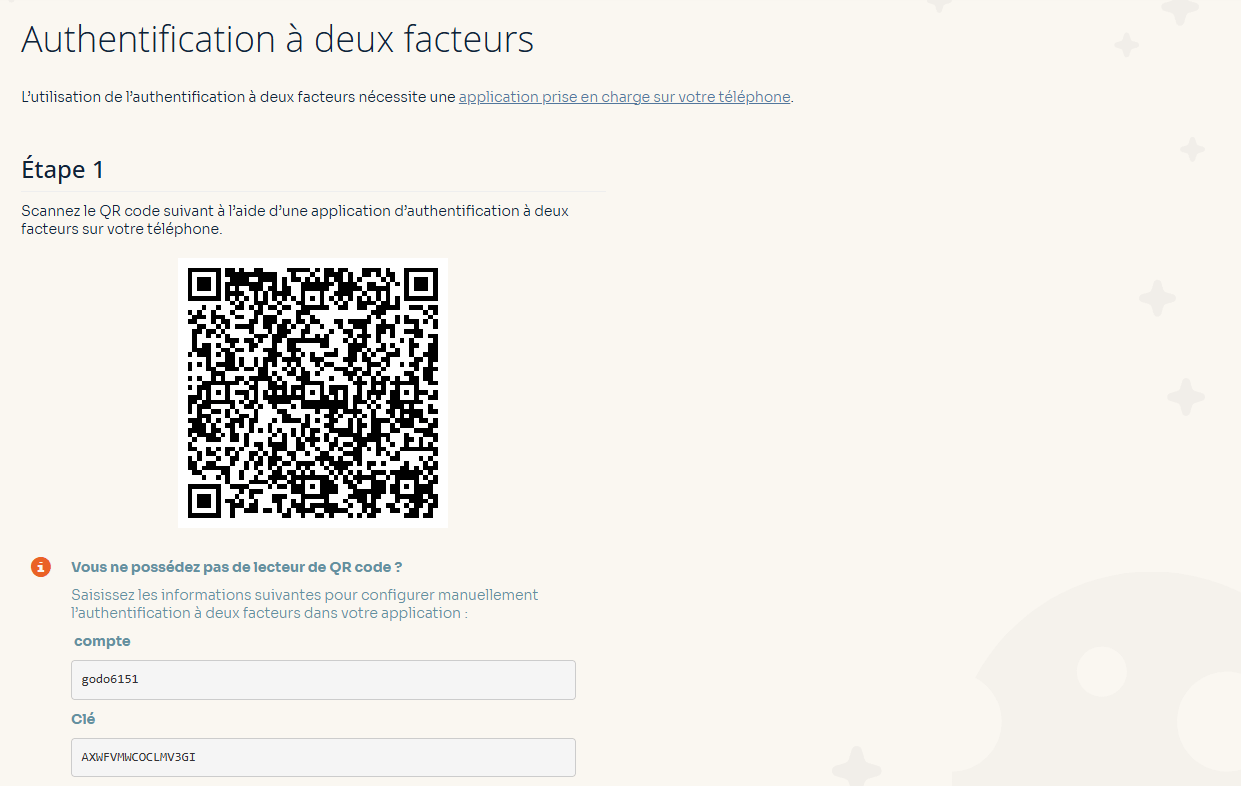 Authentification à deux facteurs
L'utilisation de l'authentification à deux facteurs nécessite une application prise en charge sur votre téléphone.
Étape 1
Scannez le QR code suivant à l'aide d'une application d'authentification à deux
facteurs sur votre téléphone.
Vous ne possédez pas de lecteur de QR code ?
Saisissez les informations suivantes pour configurer manuellement
l'authentification à deux facteurs dans votre application :
compte
godo6151
Clé
AXWFVMWCOCLMV3GI